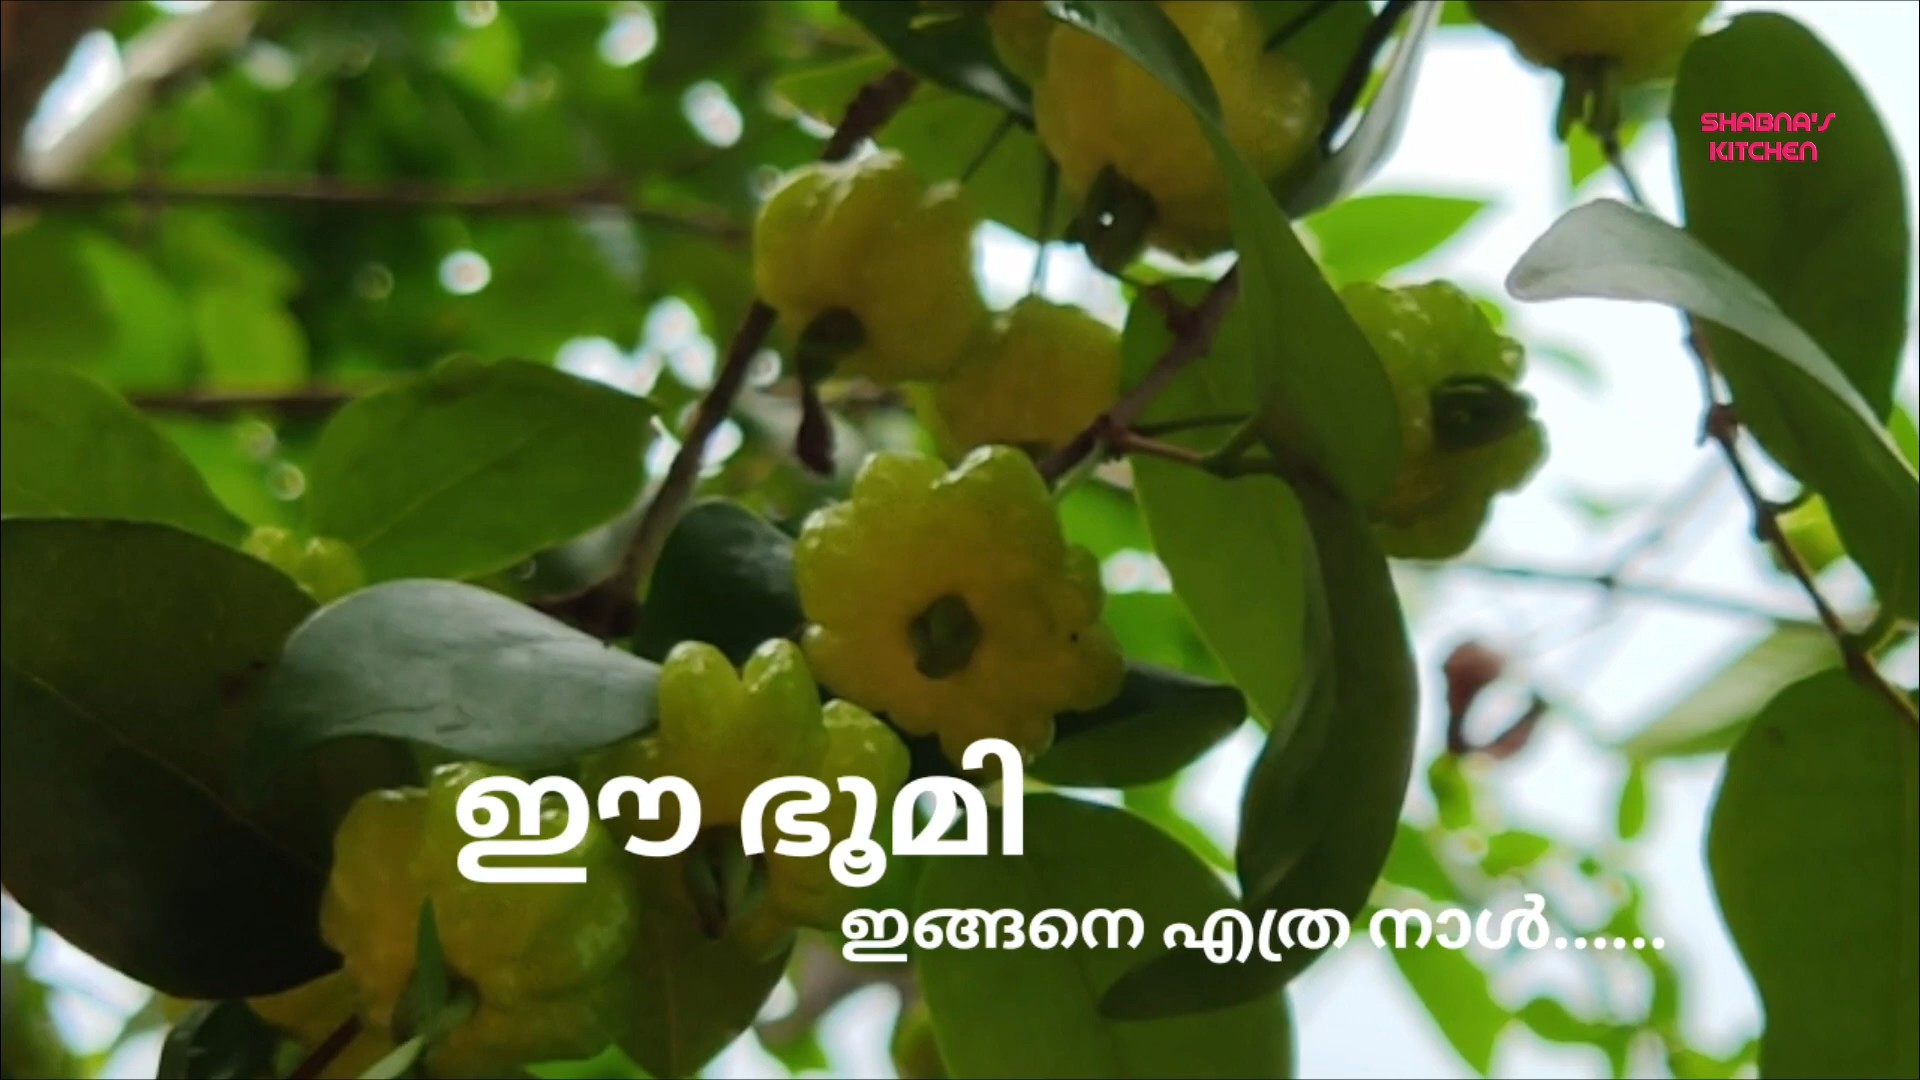 SHABNA'S
KITCHEN
ഈ ഭൂമി
ഇങ്ങനെ എത്ര നാൾ......